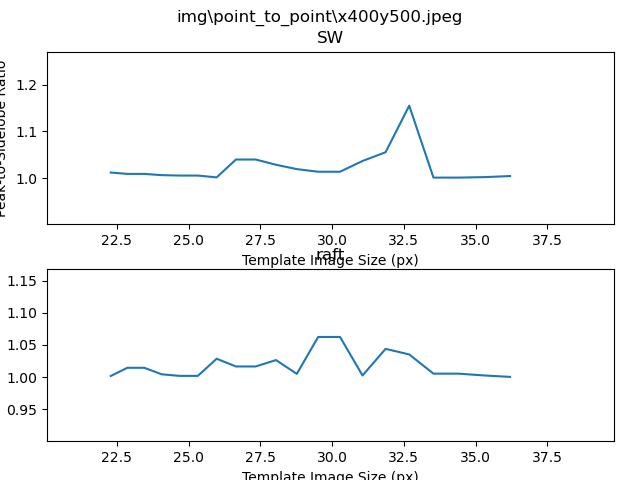 img\point_to_point\x400y500.jpeg
SW
Peak-to-Sidelobe Ratio
1.2
1.1
1.0
22.5 25.0 27.5 30.0 32.5 35.0 37.5
Template Image Size (px)
raft
1.15
1.10
1.05
1.00
0.95
22.5 25.0 27.5 30.0 32.5 35.0 37.5
Template Image Size (px)